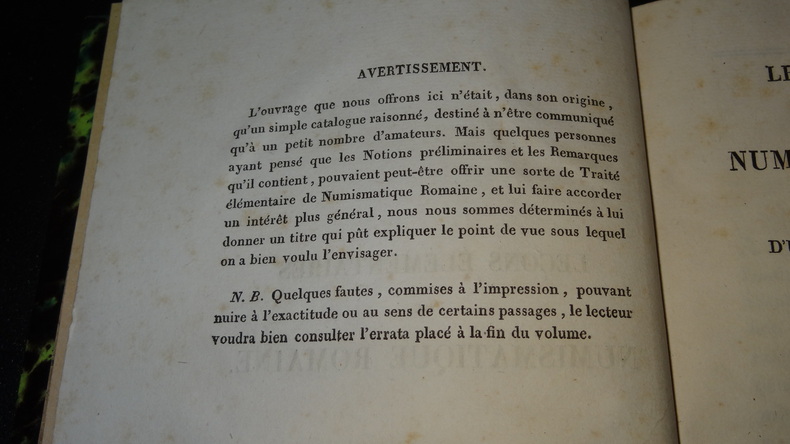 AVERTISSEMENT.
L'ouvrage que nous offrons ici n'était, dans son origine,
qu'un simple catalogue raisonné, destiné à n'être communiqué
qu'à un petit nombre d'amateurs. Mais quelques personnes
ayant pensé que les Notions préliminaires et les Remarques
qu'il contient, pouvaient peut-être offrir une sorte de Traité
élémentaire de Numismatique Romaine, et lui faire accorder
un intérêt plus général, nous nous sommes déterminés à lui
donner un titre qui pût expliquer le point de vue sous lequel
on a bien voulu l'envisager.
N. B. Quelques fautes, commises à l'impression, pouvant
nuire à l'exactitude ou au sens de certains passages, le lecteur
voudra bien consulter l'errata placé à la fin du volume.
LE
NUM
D'